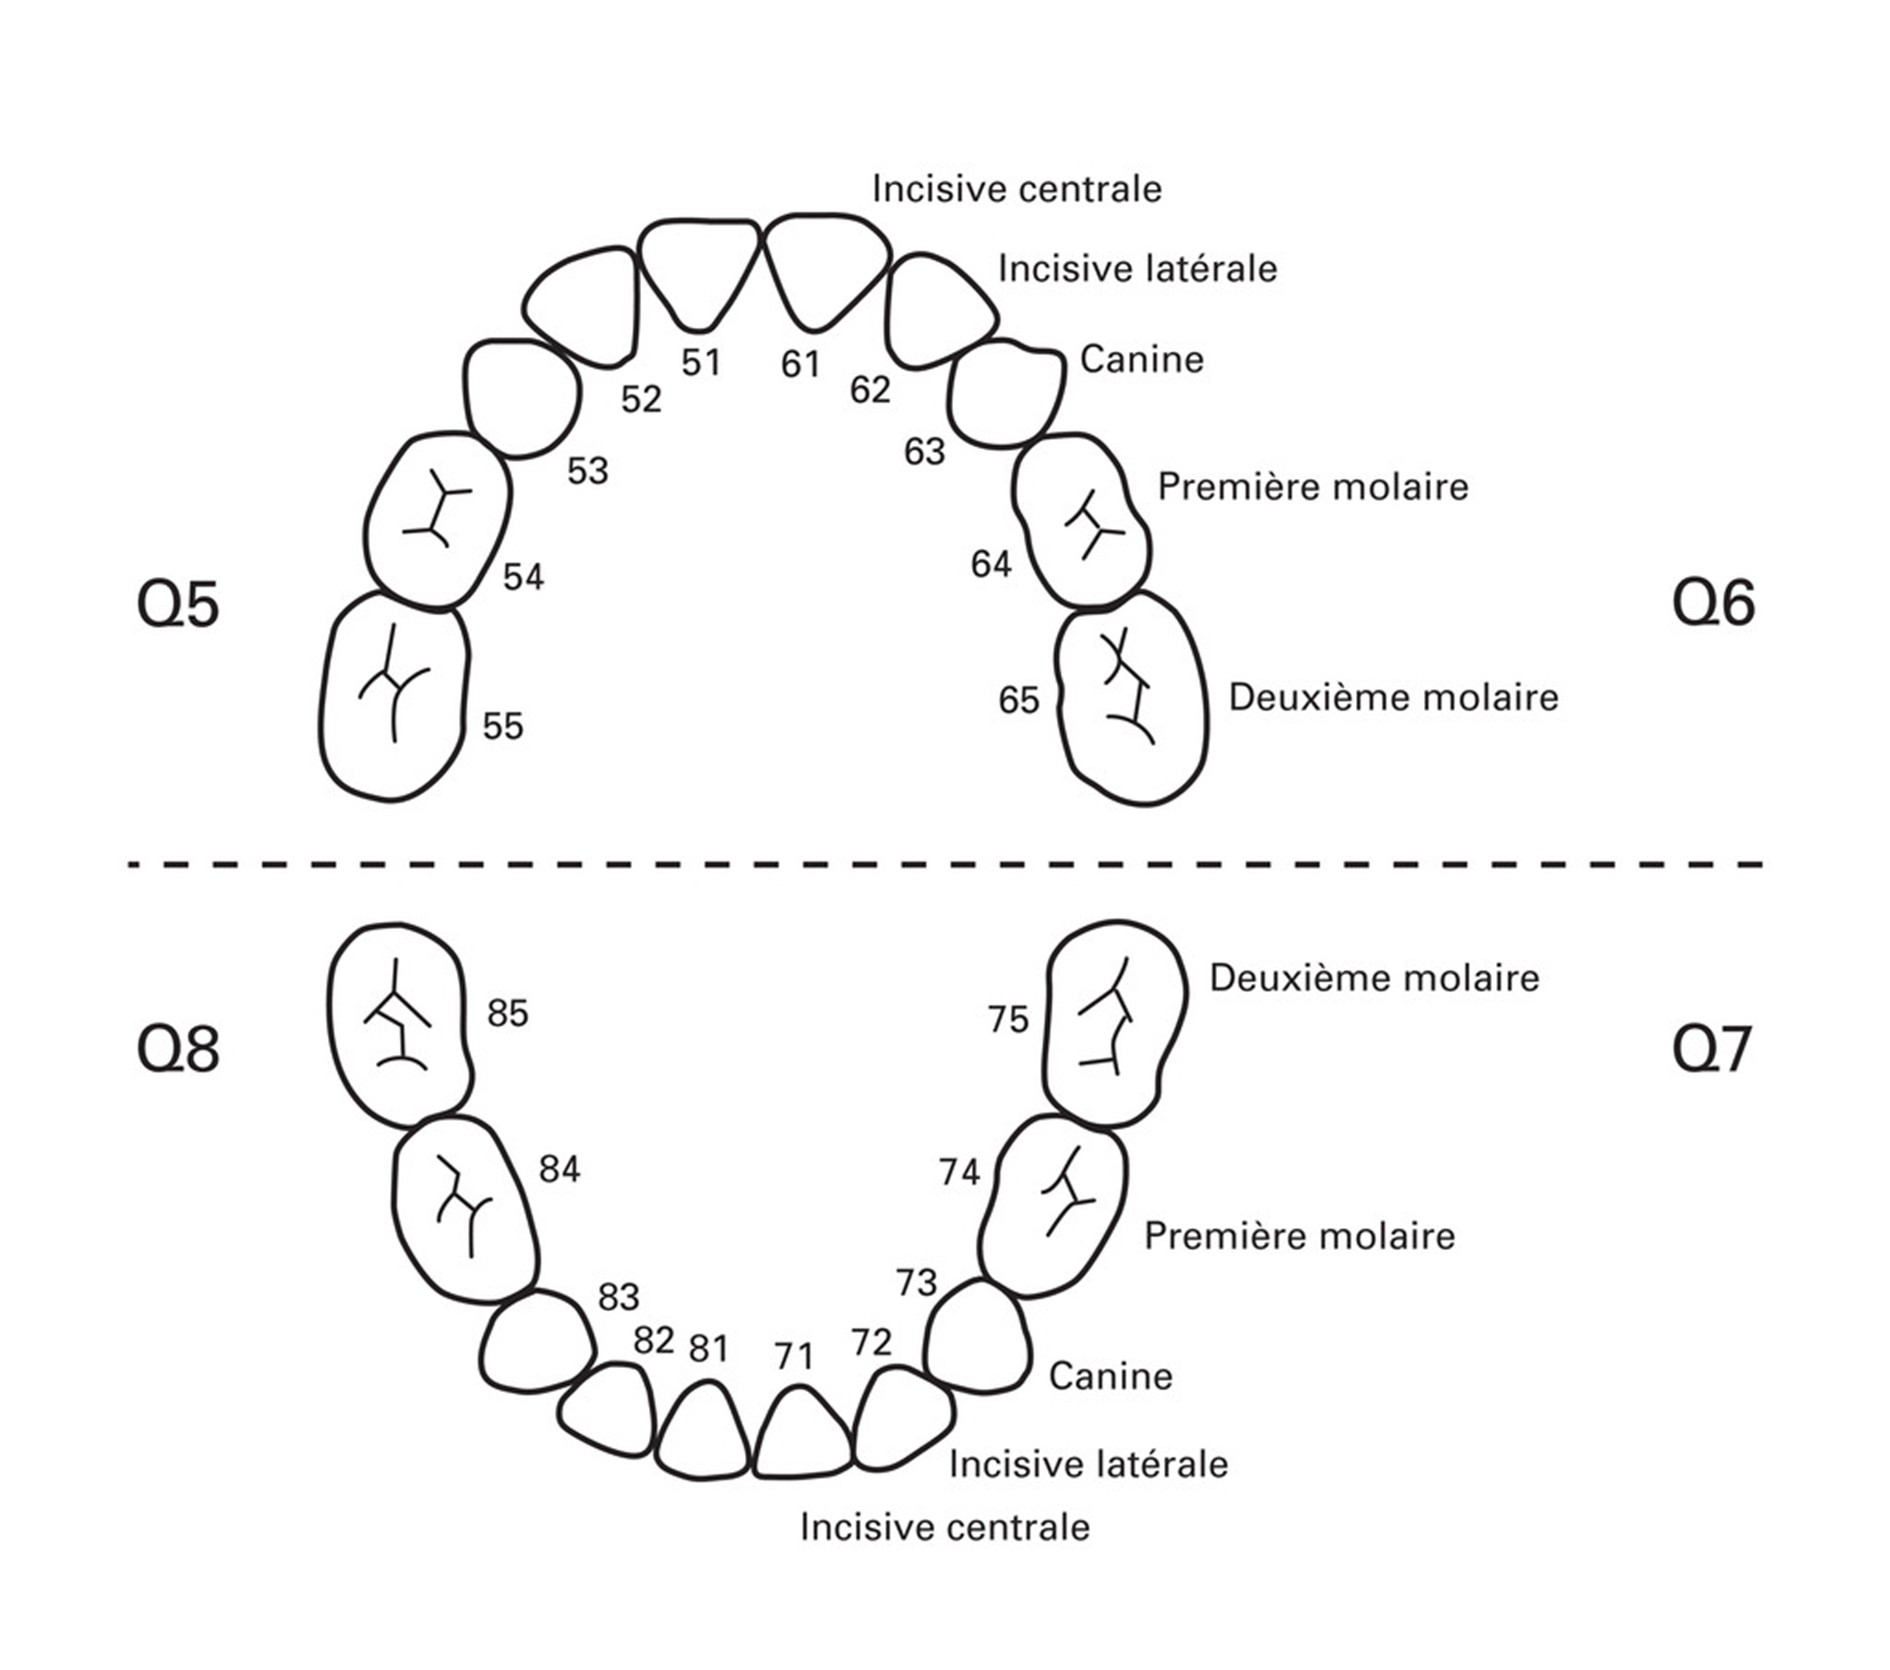 Incisive centrale
Incisive latérale
51 61
Canine
52 62
63
53
Première molaire
64
54
Q5 Q6
65 Deuxième molaire
55
Deuxième molaire
85 75
Q8 Q7
84 74
Première molaire
83 73
82 81 71 72
Canine
Incisive latérale
Incisive centrale